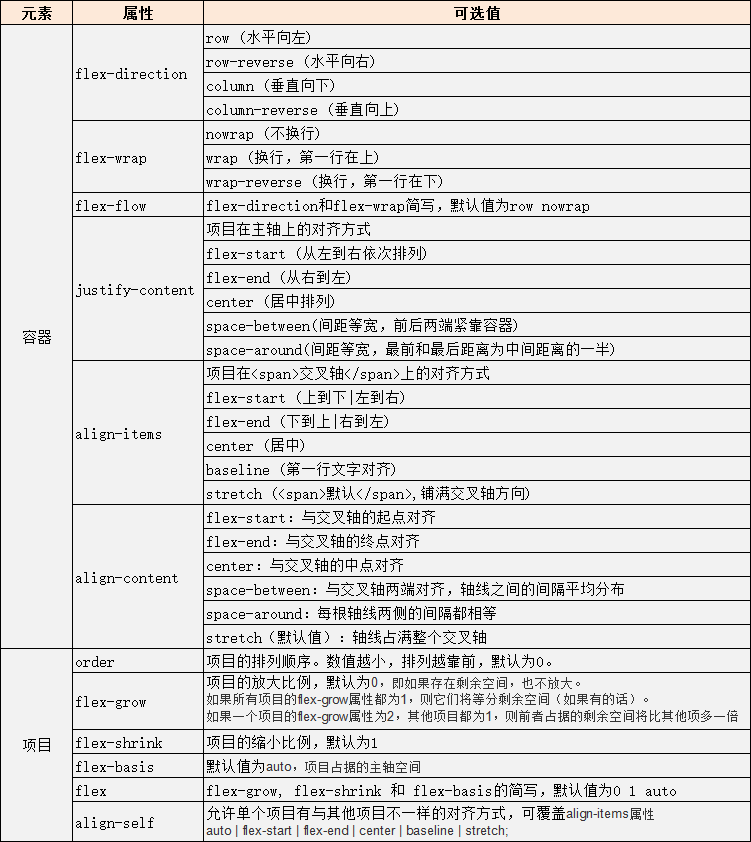 元素 属性 可选值
容器
flex-direction
row (水平向左)
row-reverse (水平向右)
column (垂直向下)
column-reverse (垂直向上)
flex-wrap
nowrap (不换行)
wrap (换行，第一行在上)
wrap-reverse (换行，第一行在下)
flex-flow flex-direction和flex-wrap简写，默认值为row nowrap
justify-content
项目在主轴上的对齐方式
flex-start (从左到右依次排列)
flex-end (从右到左)
center (居中排列)
space-between(间距等宽，前后两端紧靠容器)
space-around(间距等宽，最前和最后距离为中间距离的一半)
align-items
项目在<span>交叉轴</span>上的对齐方式
flex-start (上到下|左到右)
flex-end (下到上|右到左)
center (居中)
baseline (第一行文字对齐)
stretch (<span>默认</span>,铺满交叉轴方向)
align-content
flex-start：与交叉轴的起点对齐
flex-end：与交叉轴的终点对齐
center：与交叉轴的中点对齐
space-between：与交叉轴两端对齐，轴线之间的间隔平均分布
space-around：每根轴线两侧的间隔都相等
stretch（默认值）：轴线占满整个交叉轴
项目
order 项目的排列顺序。数值越小，排列越靠前，默认为0。
flex-grow
项目的放大比例，默认为0，即如果存在剩余空间，也不放大。
如果所有项目的flex-grow属性都为1，则它们将等分剩余空间（如果有的话）。
如果一个项目的flex-grow属性为2，其他项目都为1，则前者占据的剩余空间将比其他项多一倍
flex-shrink 项目的缩小比例，默认为1
flex-basis 默认值为auto，项目占据的主轴空间
flex flex-grow, flex-shrink 和 flex-basis的简写，默认值为0 1 auto
align-self
允许单个项目有与其他项目不一样的对齐方式，可覆盖align-items属性
auto | flex-start | flex-end | center | baseline | stretch;